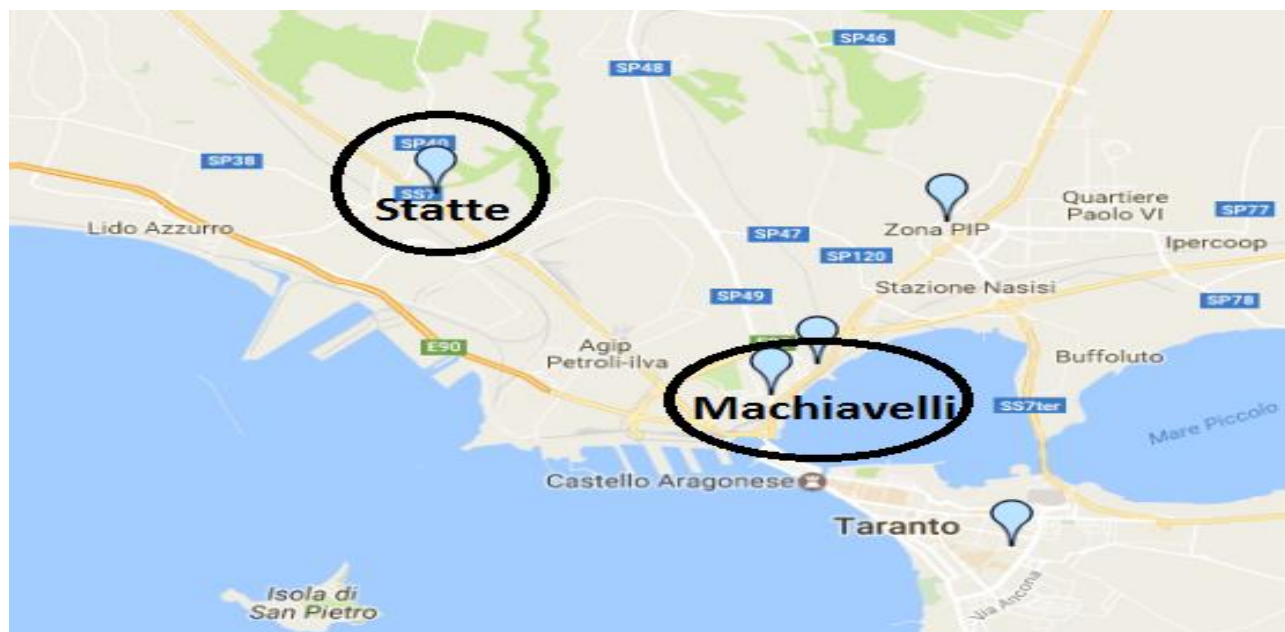 SP46
SP48
SP40
SP38
SS7
Statte
Lido Azzurro
Quartiere
Paolo VI
SP77
Zona PIP
SP47
Ipercoop
SP120
Stazione Nasisi
SP49
SP78
E90
Agip
Petroli-ilva
Buffoluto
Machiavelli
SS7ter
Mare Piccolo
Castello Aragonese
Taranto
Via Ancona
Isola di
San Pietro